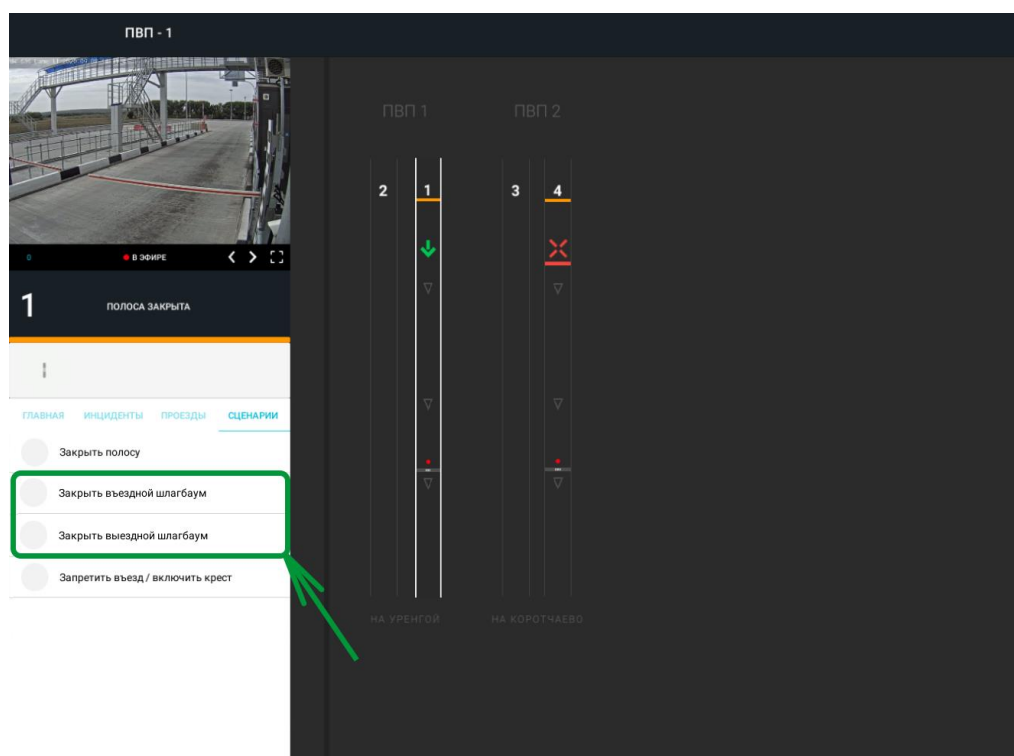 ПВП - 1
0
В ЭФИРЕ
1
ПОЛОСА ЗАКРЫТА
ГЛАВНАЯ ИНЦИДЕНТЫ ПРОЕЗДЫ СЦЕНАРИИ
Закрыть полосу
Закрыть въездной шлагбаум
Закрыть выездной шлагбаум
Запретить въезд / включить крест
ПВП 1 ПВП 2
2 1 3 4
НА УРЕНГОЙ НА КОРОТЧАЕВО